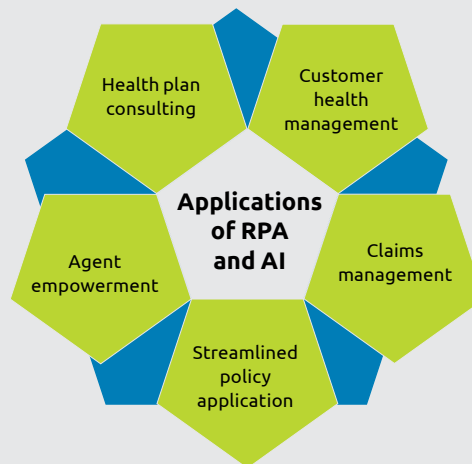 Health plan
consulting
Customer
health
management
Applications
of RPA
and AI
Agent
empowerment
Claims
management
Streamlined
policy
application